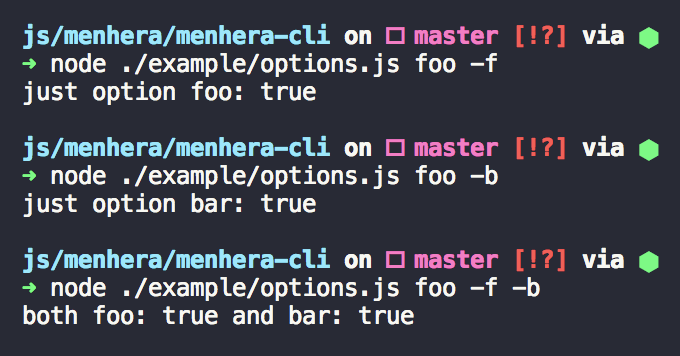 js/menhera/menhera-cli on □ master [!?] via ⬢
➜ node ./example/options.js foo -f
just option foo: true
js/menhera/menhera-cli on □ master [!?] via ⬢
➜ node ./example/options.js foo -b
just option bar: true
js/menhera/menhera-cli on □ master [!?] via ⬢
➜ node ./example/options.js foo -f -b
both foo: true and bar: true